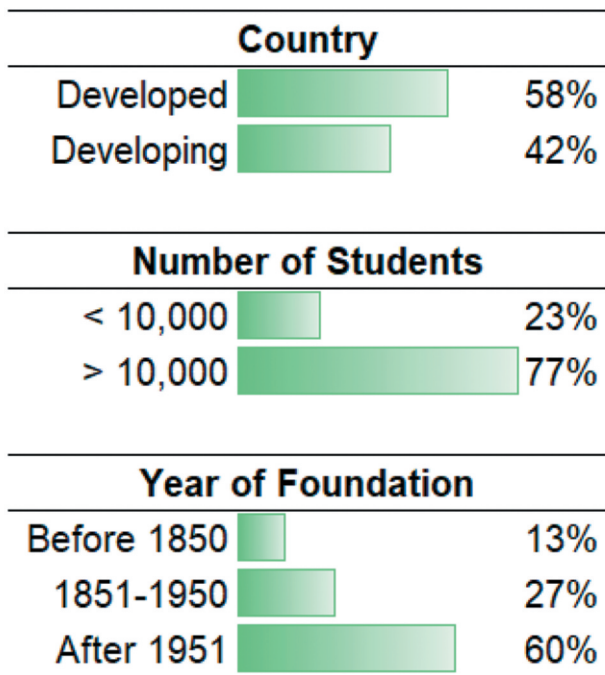 Country
Developed 58%
Developing 42%
Number of Students
< 10,000 23%
> 10,000 77%
Year of Foundation
Before 1850 13%
1851-1950 27%
After 1951 60%